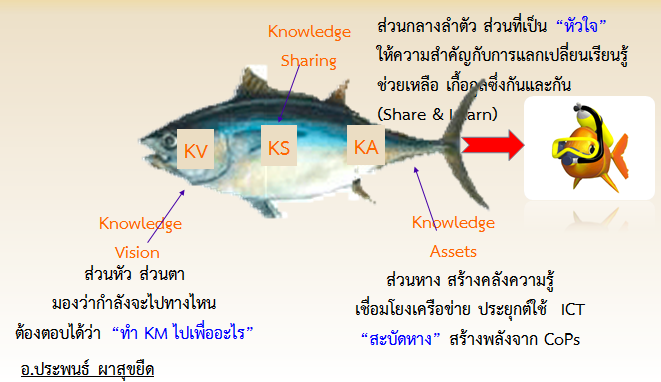 Knowledge
Sharing
ส่วนกลางลำตัว ส่วนที่เป็น “หัวใจ”
ให้ความสำคัญกับการแลกเปลี่ยนเรียนรู้
ช่วยเหลือ เกื้อกูลซึ่งกันและกัน
(Share & Learn)
KV
KS
KA
Knowledge
Vision
ส่วนหัว ส่วนตา
มองว่ากำลังจะไปทางไหน
ต้องตอบได้ว่า “ทำ KM ไปเพื่ออะไร”
Knowledge
Assets
ส่วนหาง สร้างคลังความรู้
เชื่อมโยงเครือข่าย ประยุกต์ใช้ ICT
“สะบัดหาง” สร้างพลังจาก CoPs
อ.ประพนธ์ ผาสุขยืด